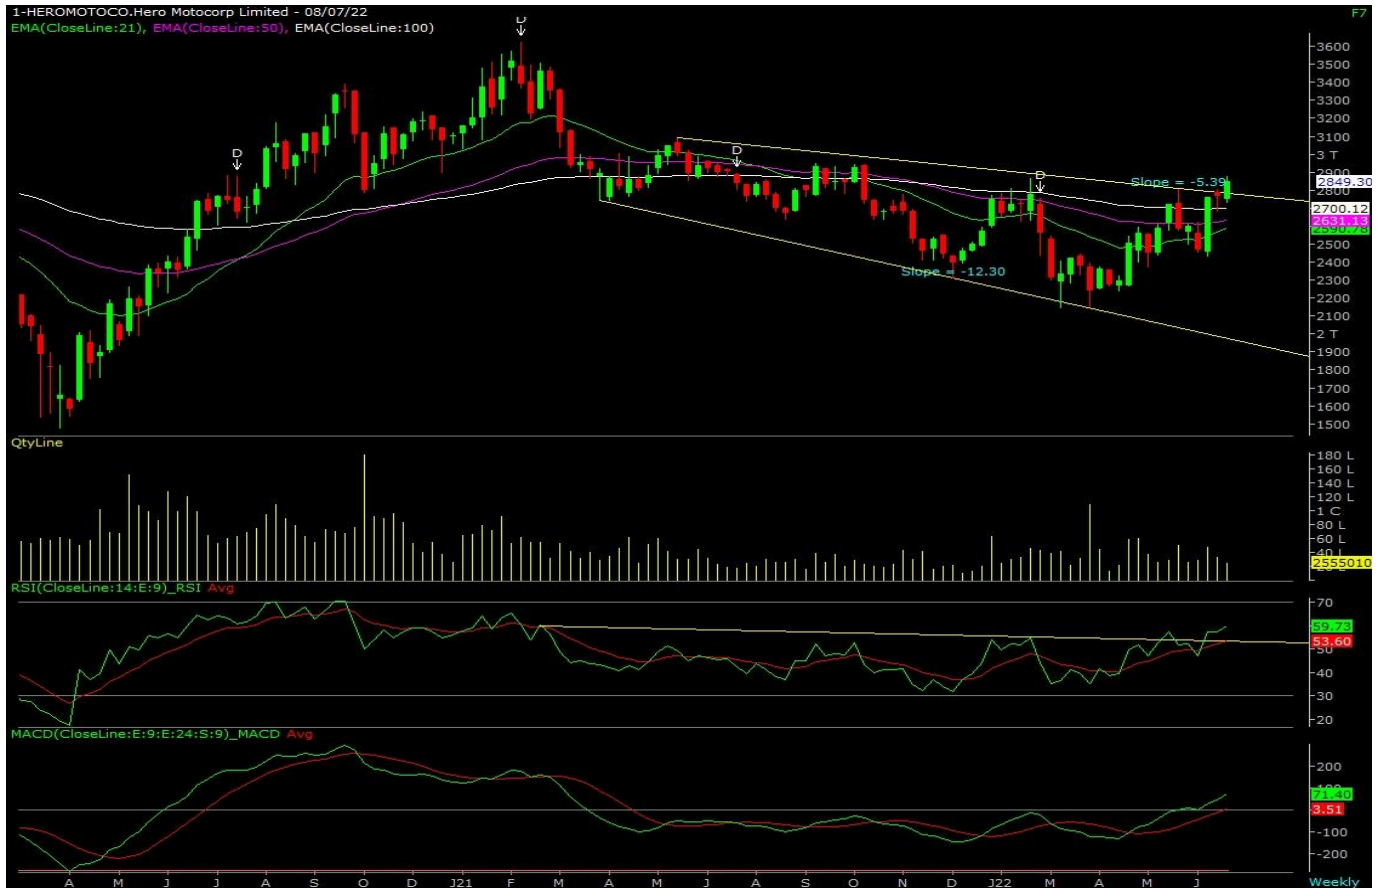 1-HEROMOTOCO.Hero Motocorp Limited - 08/07/22
F7
EMA(CloseLine:21), EMA(CloseLine:50), EMA(CloseLine:100)
D
D
D
D
Slope = -5.39
Slope = -12.30
3600
3500
3400
3300
3200
3100
3 T
2900
2849.30
2800
2700.12
2631.13
2590.78
2500
2400
2300
2200
2100
2 T
1900
1800
1700
1600
1500
QtyLine
180 L
160 L
140 L
120 L
1 C
80 L
60 L
40 L
2555010
RSI(CloseLine:14:E:9)_RSI Avg
70
59.73
53.60
50
40
30
20
MACD(CloseLine:E:9:E:24:S:9)_MACD Avg
200
71.40
3.51
-100
-200
A M J J A S O D J21 F M A M J J A S O N D J22 M A M J Weekly